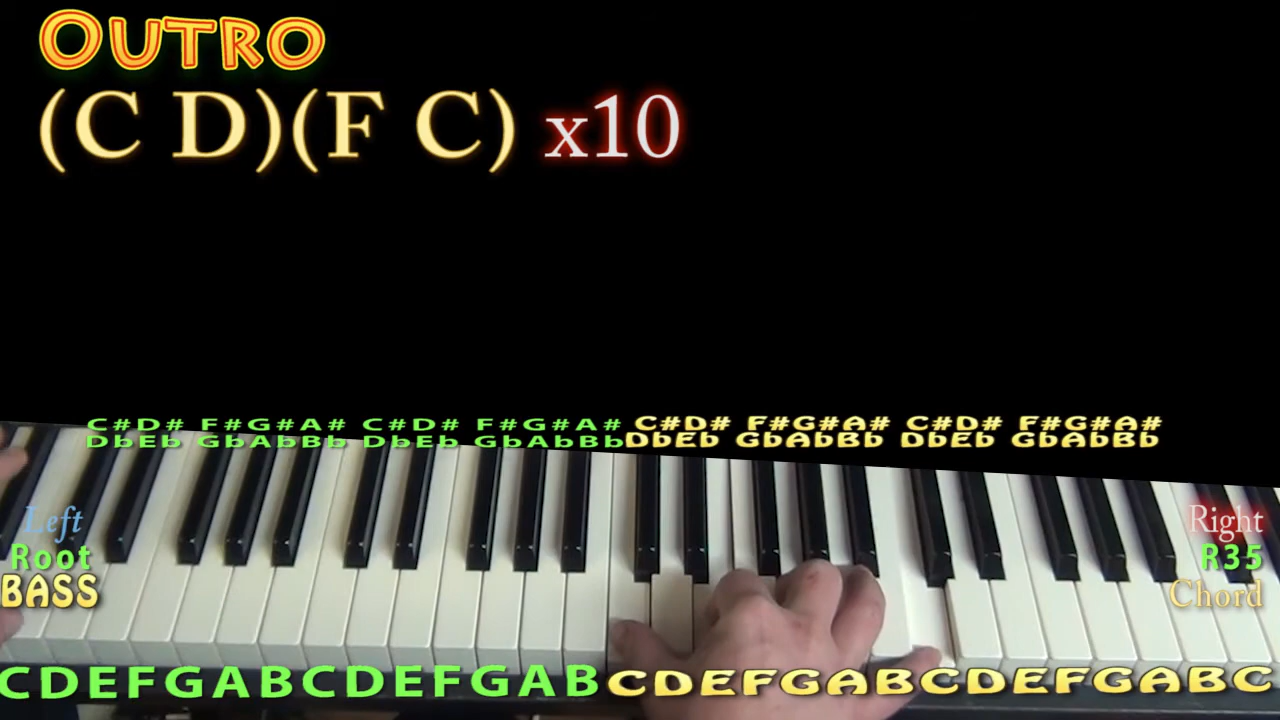 OUTRO
(C D)(F C) x10
C#D# F#G#A# C#D# F#G#A# C#D# F#G#A# C#D# F#G#A#
DbEb GbAbBb DbEb GbAbBb DbEb GbAbBb DbEb GbAbBb
Left
Root
BASS
Right
R35
Chord
CDEFGABCDEFGAB CDEFGABCDEFGABC